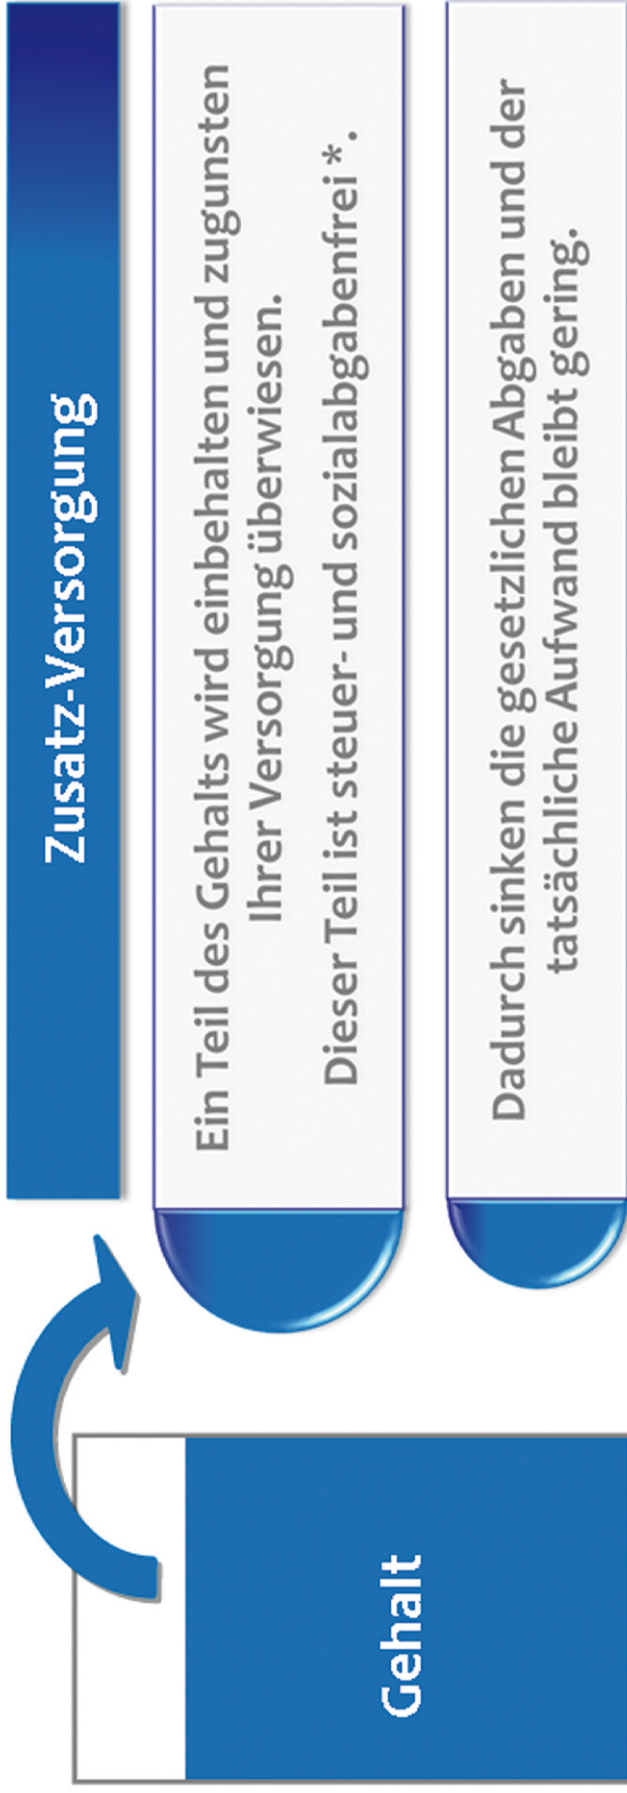 Zusatz-Versorgung
Ein Teil des Gehalts wird einbehalten und zugunsten
Ihrer Versorgung überwiesen.
Dieser Teil ist steuer- und sozialabgabenfrei*.
Dadurch sinken die gesetzlichen Abgaben und der
tatsächliche Aufwand bleibt gering.
Gehalt